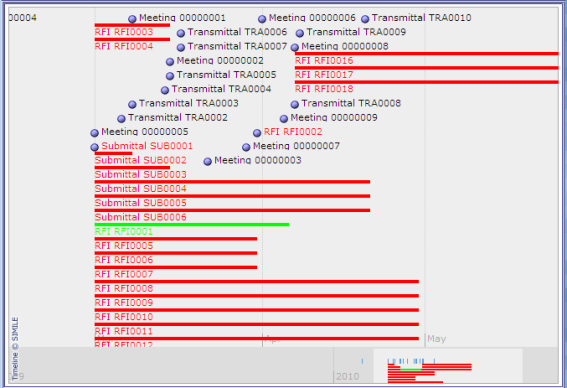 00004 Meeting 00000001 Meeting 00000006 Transmittal TRA0010
RFI RFI0003 Transmittal TRA0006 Transmittal TRA0009
RFI RFI0004 Transmittal TRA0007 Meeting 00000008
Meeting 00000002 RFI RFI0016
Transmittal TRA0005 RFI RFI0017
Transmittal TRA0004 RFI RFI0018
Transmittal TRA0003 Transmittal TRA0008
Transmittal TRA0002 Meeting 00000009
Meeting 00000005 RFI RFI0002
Submittal SUB0001 Meeting 00000007
Submittal SUB0002 Meeting 00000003
Submittal SUB0003
Submittal SUB0004
Submittal SUB0005
Submittal SUB0006
RFI RFI0001
RFI RFI0005
RFI RFI0006
RFI RFI0007
RFI RFI0008
RFI RFI0009
RFI RFI0010
RFI RFI0011
RFI RFI0012
May
Timeline © SIMILE
2010